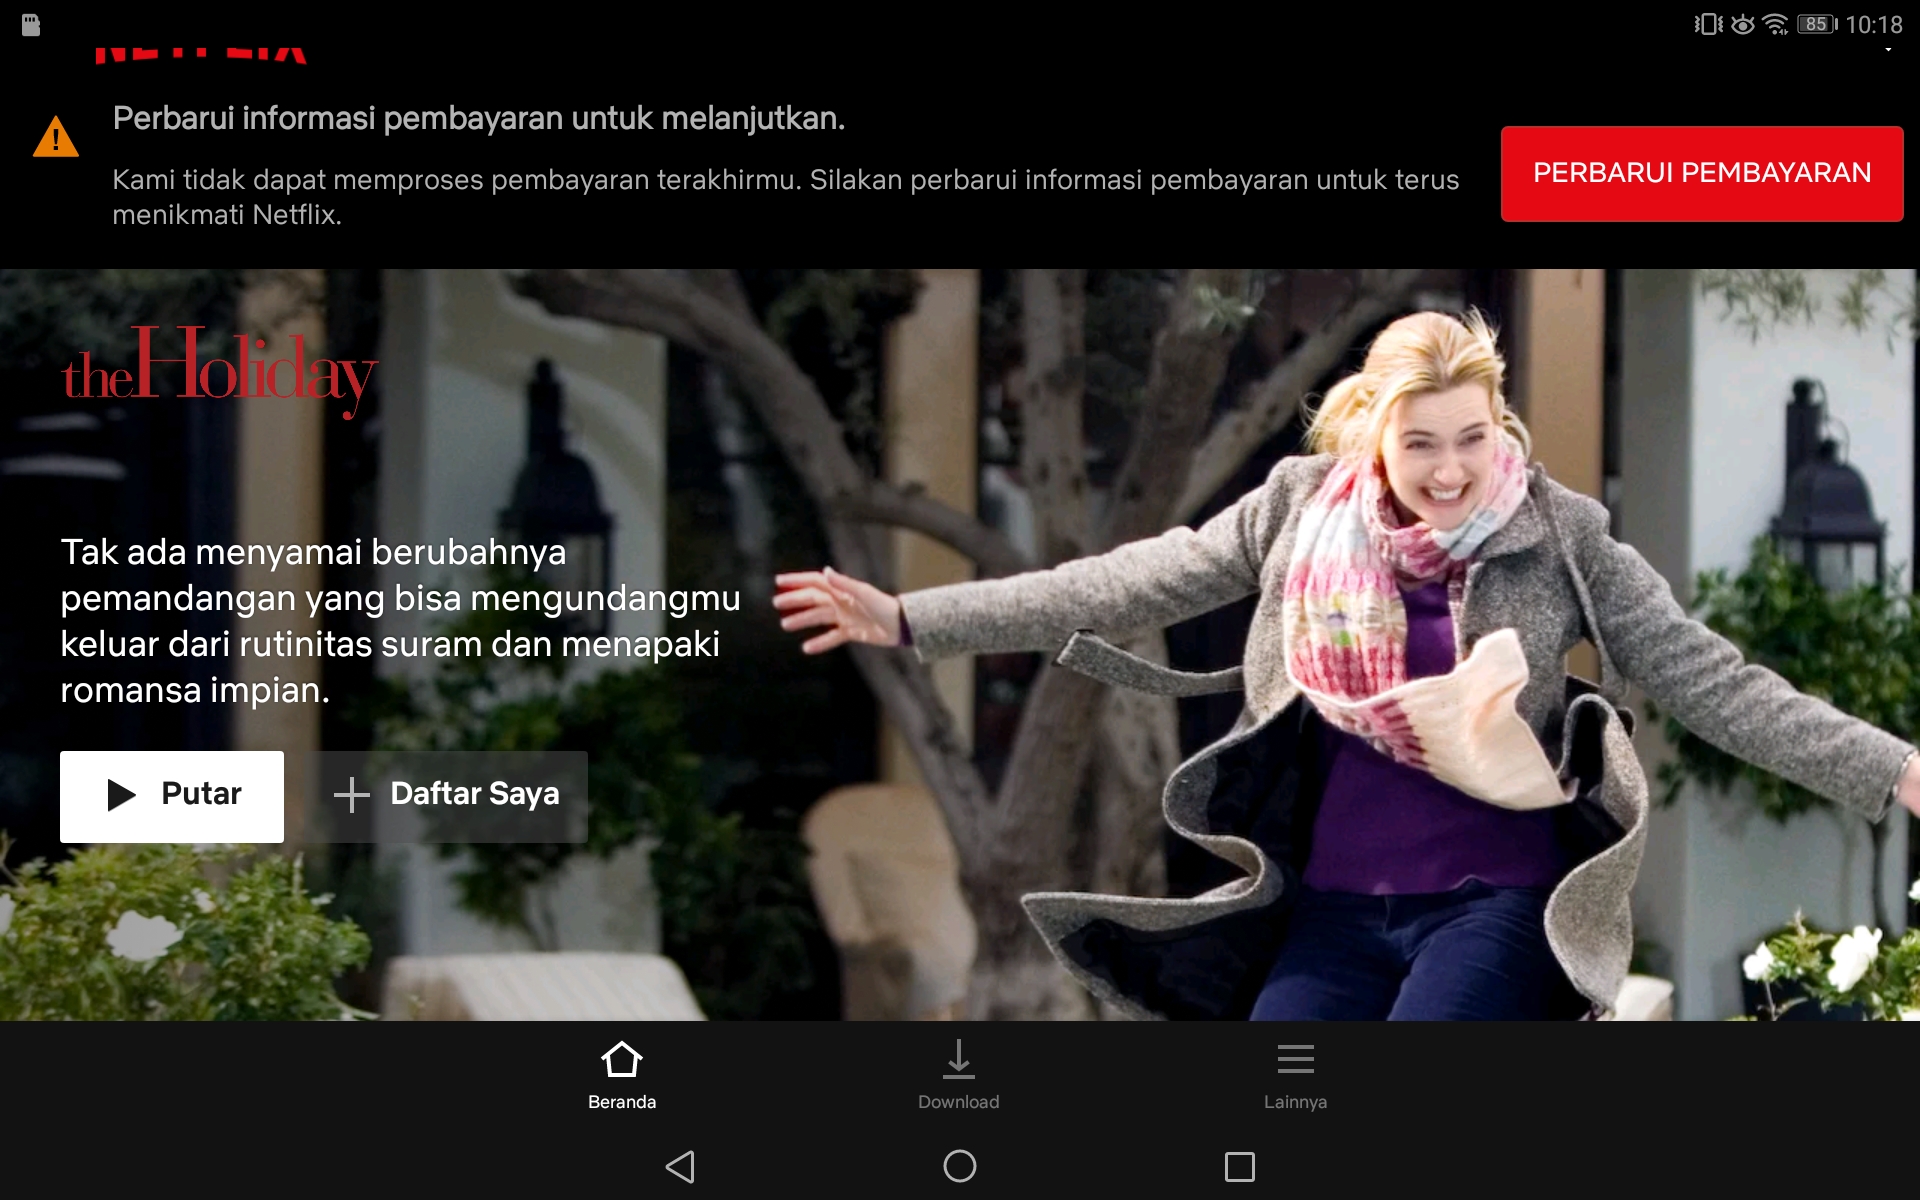 85 10:18
NETFLIX
Perbarui informasi pembayaran untuk melanjutkan.
Kami tidak dapat memproses pembayaran terakhirmu. Silakan perbarui informasi pembayaran untuk terus
menikmati Netflix.
PERBARUI PEMBAYARAN
the Holiday
Tak ada menyamai berubahnya
pemandangan yang bisa mengundangmu
keluar dari rutinitas suram dan menapaki
romansa impian.
Putar
Daftar Saya
Beranda
Download
Lainnya